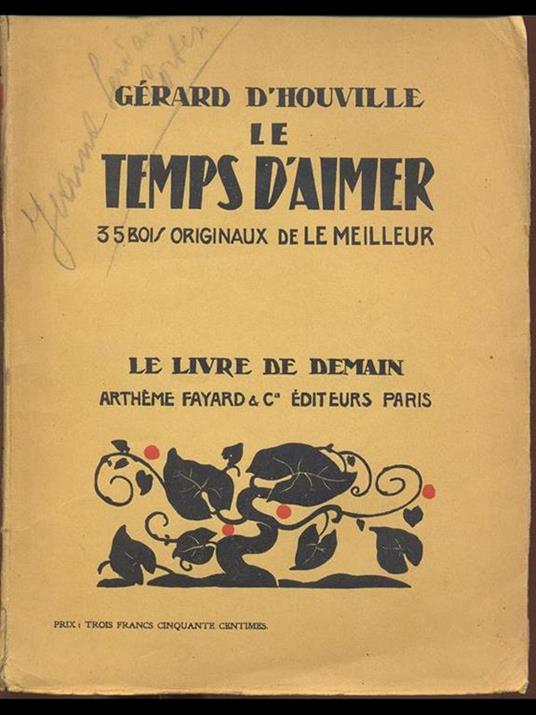 GÉRARD D'HOUVILLE
LE
TEMPS D'AIMER
35 BOIS ORIGINAUX DE LE MEILLEUR
LE LIVRE DE DEMAIN
ARTHÈME FAYARD & Cᴵᴱ ÉDITEURS PARIS
PRIX : TROIS FRANCS CINQUANTE CENTIMES.